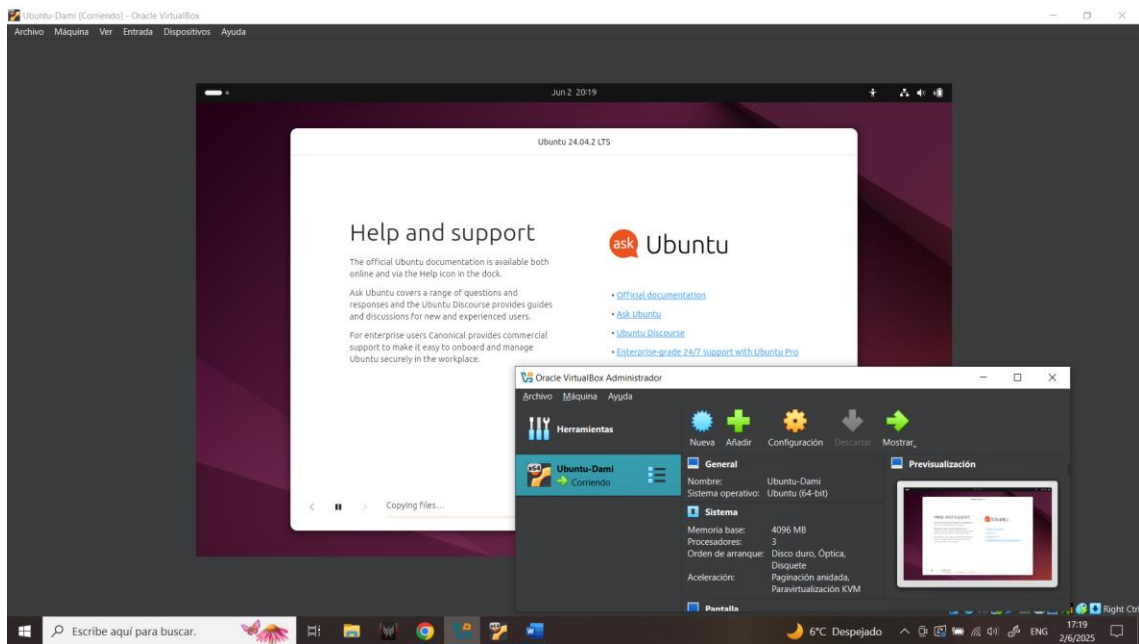 Ubuntu-Dami [Corriendo] - Oracle VirtualBox
Archivo Máquina Ver Entrada Dispositivos Ayuda
Jun 2 20:19
Ubuntu 24.04.2 LTS
Help and support
The official Ubuntu documentation is available both
online and via the Help icon in the dock.
Ask Ubuntu covers a range of questions and
responses and the Ubuntu Discourse provides guides
and discussions for new and experienced users.
For enterprise users Canonical provides commercial
support to make it easy to onboard and manage
Ubuntu securely in the workplace.
ask Ubuntu
• Official documentation
• Ask Ubuntu
• Ubuntu Discourse
• Enterprise-grade 24/7 support with Ubuntu Pro
Copying files...
Oracle VirtualBox Administrador
Archivo Máquina Ayuda
Herramientas
Nueva Añadir Configuración Descartar Mostrar
Ubuntu-Dami
Corriendo
General
Nombre: Ubuntu-Dami
Sistema operativo: Ubuntu (64-bit)
Sistema
Memoria base: 4096 MB
Procesadores: 3
Orden de arranque: Disco duro, Óptica,
Disquete
Aceleración: Paginación anidada,
Paravirtualización KVM
Pantalla
Previsualización
Right Ctrl
Escribe aquí para buscar.
6°C Despejado
ENG
17:19
2/6/2025